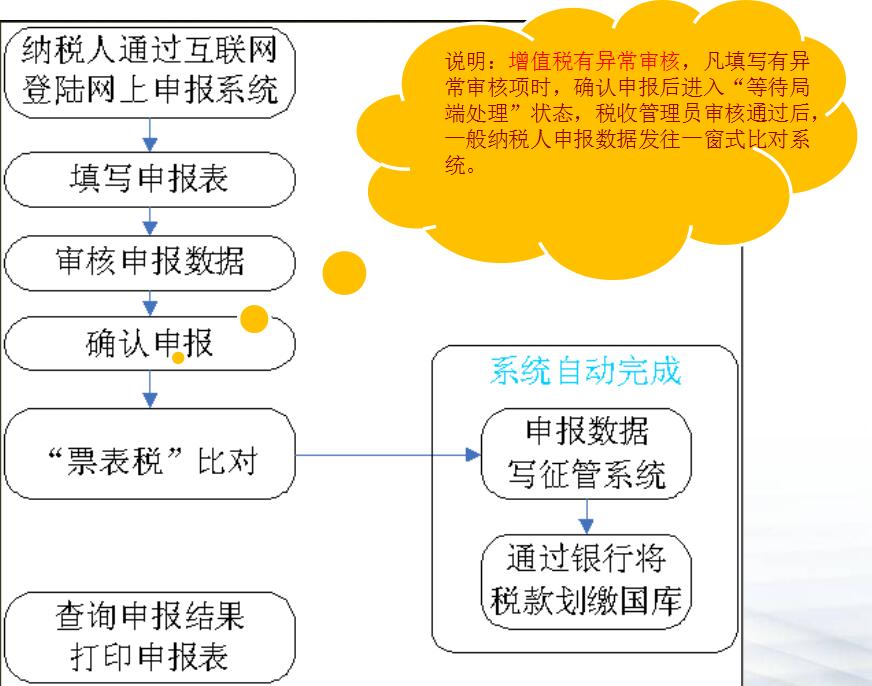 纳税人通过互联网
登陆网上申报系统
填写申报表
审核申报数据
确认申报
“票表税”比对
查询申报结果
打印申报表
说明：增值税有异常审核，凡填写有异
常审核项时，确认申报后进入“等待局
端处理”状态，税收管理员审核通过后，
一般纳税人申报数据发往一窗式比对系
统。
系统自动完成
申报数据
写征管系统
通过银行将
税款划缴国库